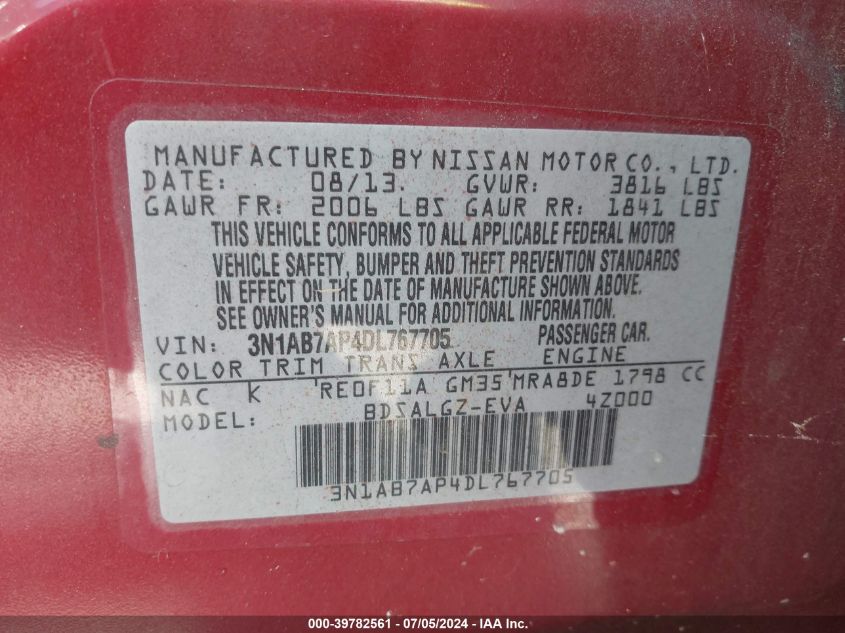 MANUFACTURED BY NISSAN MOTOR CO., LTD.
DATE: 08/13. GVWR: 3816 LBS
GAWR FR: 2006 LBS GAWR RR: 1841 LBS
THIS VEHICLE CONFORMS TO ALL APPLICABLE FEDERAL MOTOR
VEHICLE SAFETY, BUMPER AND THEFT PREVENTION STANDARDS
IN EFFECT ON THE DATE OF MANUFACTURE SHOWN ABOVE.
SEE OWNER'S MANUAL FOR ADDITIONAL INFORMATION.
VIN: 3N1AB7AP4DL767705 PASSENGER CAR.
COLOR TRIM TRANS AXLE ENGINE
NAC K RE0F11A GM35 MRA8DE 1798 CC
MODEL: BDSALGZ-EVA 4Z000
3N1AB7AP4DL767705
000-39782561 - 07/05/2024 - IAA Inc.